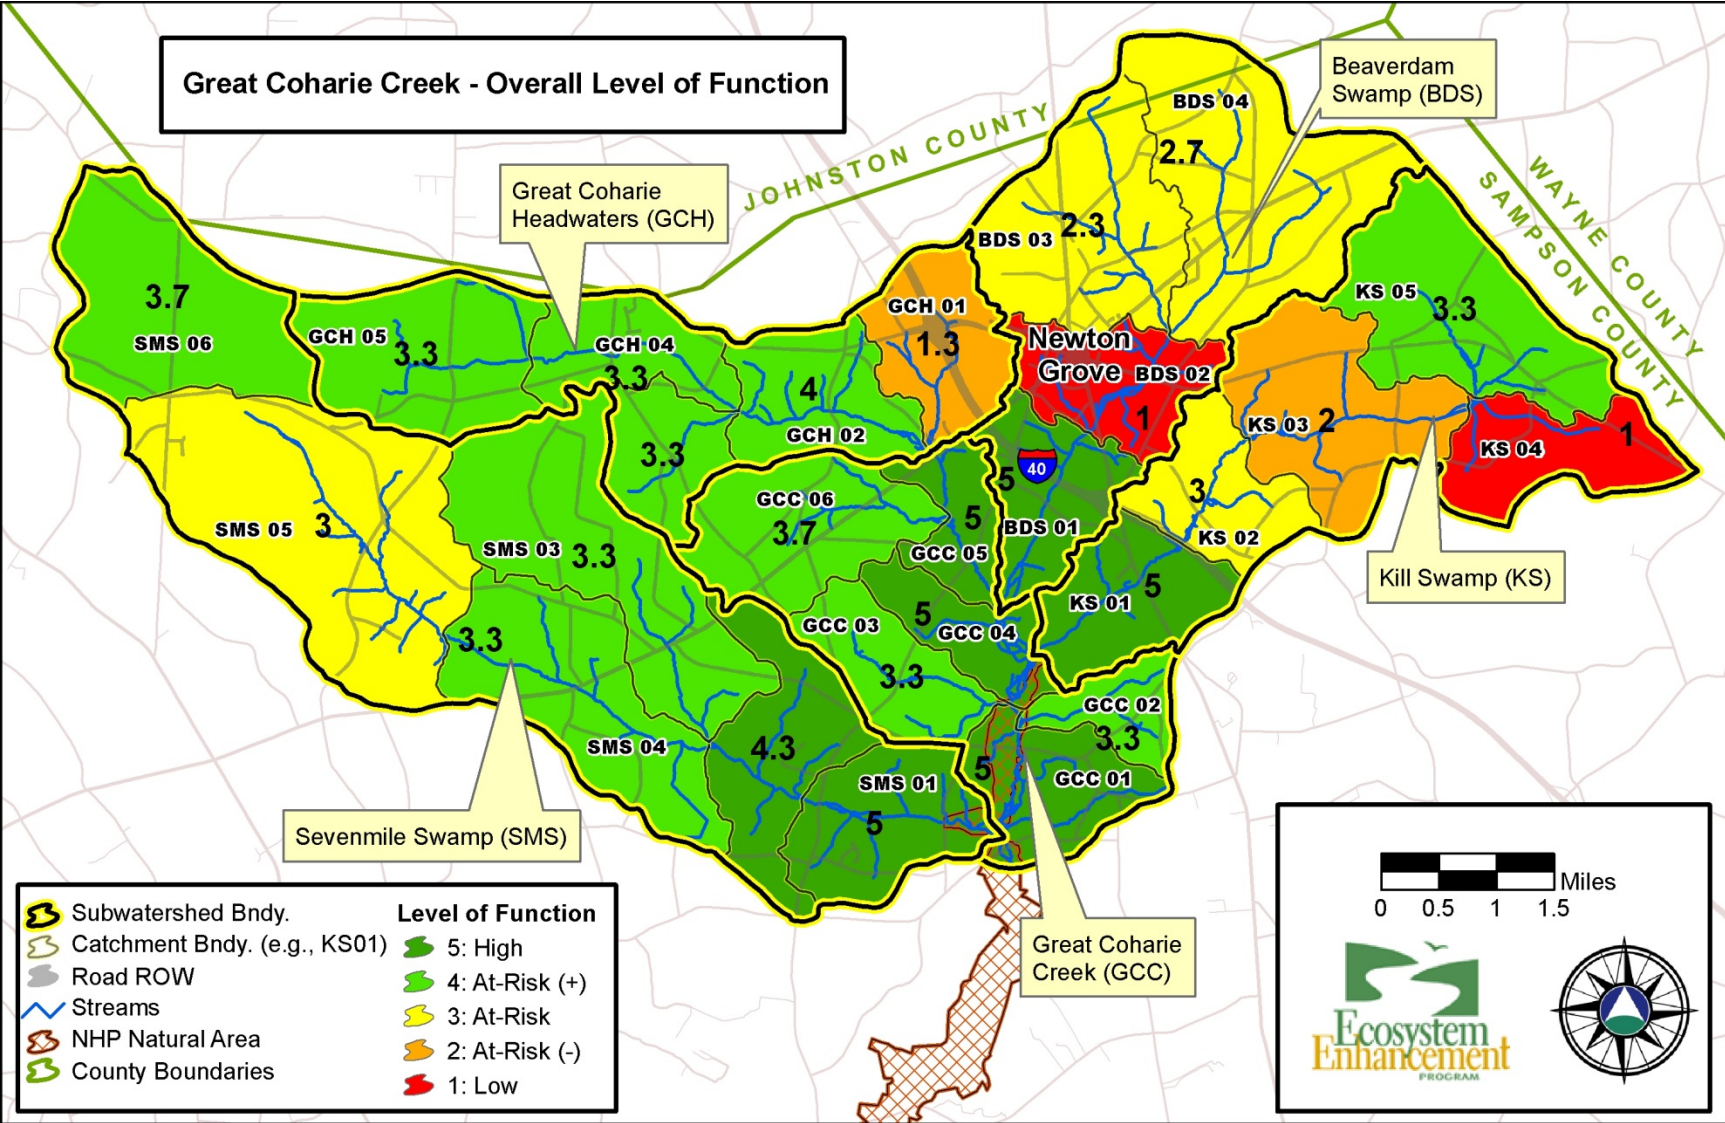 Great Coharie Creek - Overall Level of Function
Beaverdam
Swamp (BDS)
BDS 04
2.7
JOHNSTON COUNTY
WAYNE COUNTY
SAMPSON COUNTY
Great Coharie
Headwaters (GCH)
BDS 03
2.3
3.7
SMS 06
GCH 05
3.3
GCH 04
3.3
GCH 01
1.3
KS 05
3.3
Newton
Grove
BDS 02
1
4
GCH 02
3.3
KS 03
2
KS 04
1
40
5
BDS 01
3
KS 02
GCC 06
3.7
5
GCC 05
SMS 05
3
SMS 03
3.3
Kill Swamp (KS)
KS 01
5
5
GCC 04
GCC 03
3.3
3.3
SMS 04
4.3
GCC 02
3.3
5
GCC 01
SMS 01
5
Sevenmile Swamp (SMS)
Great Coharie
Creek (GCC)
Subwatershed Bndy.
Catchment Bndy. (e.g., KS01)
Road ROW
Streams
NHP Natural Area
County Boundaries
Level of Function
5: High
4: At-Risk (+)
3: At-Risk
2: At-Risk (-)
1: Low
Miles
0 0.5 1 1.5
Ecosystem
Enhancement
PROGRAM